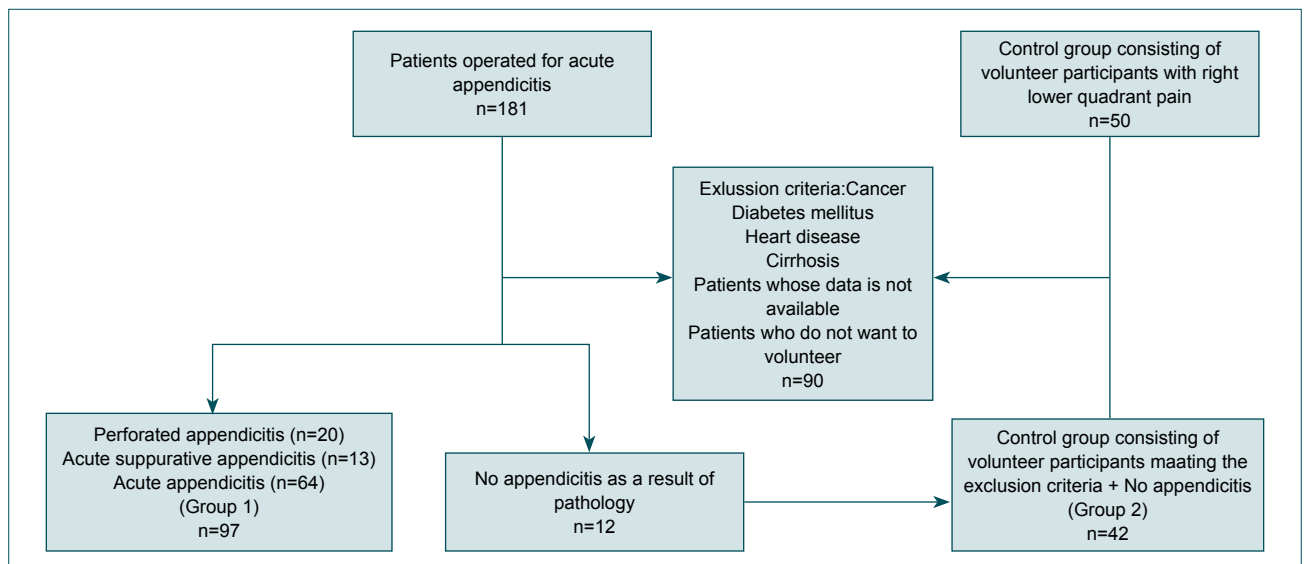 Patients operated for acute
appendicitis
n=181
Control group consisting of
volunteer participants with right
lower quadrant pain
n=50
Exlussion criteria:Cancer
Diabetes mellitus
Heart disease
Cirrhosis
Patients whose data is not
available
Patients who do not want to
volunteer
n=90
Perforated appendicitis (n=20)
Acute suppurative appendicitis (n=13)
Acute appendicitis (n=64)
(Group 1)
n=97
No appendicitis as a result of
pathology
n=12
Control group consisting of
volunteer participants maating the
exclusion criteria + No appendicitis
(Group 2)
n=42